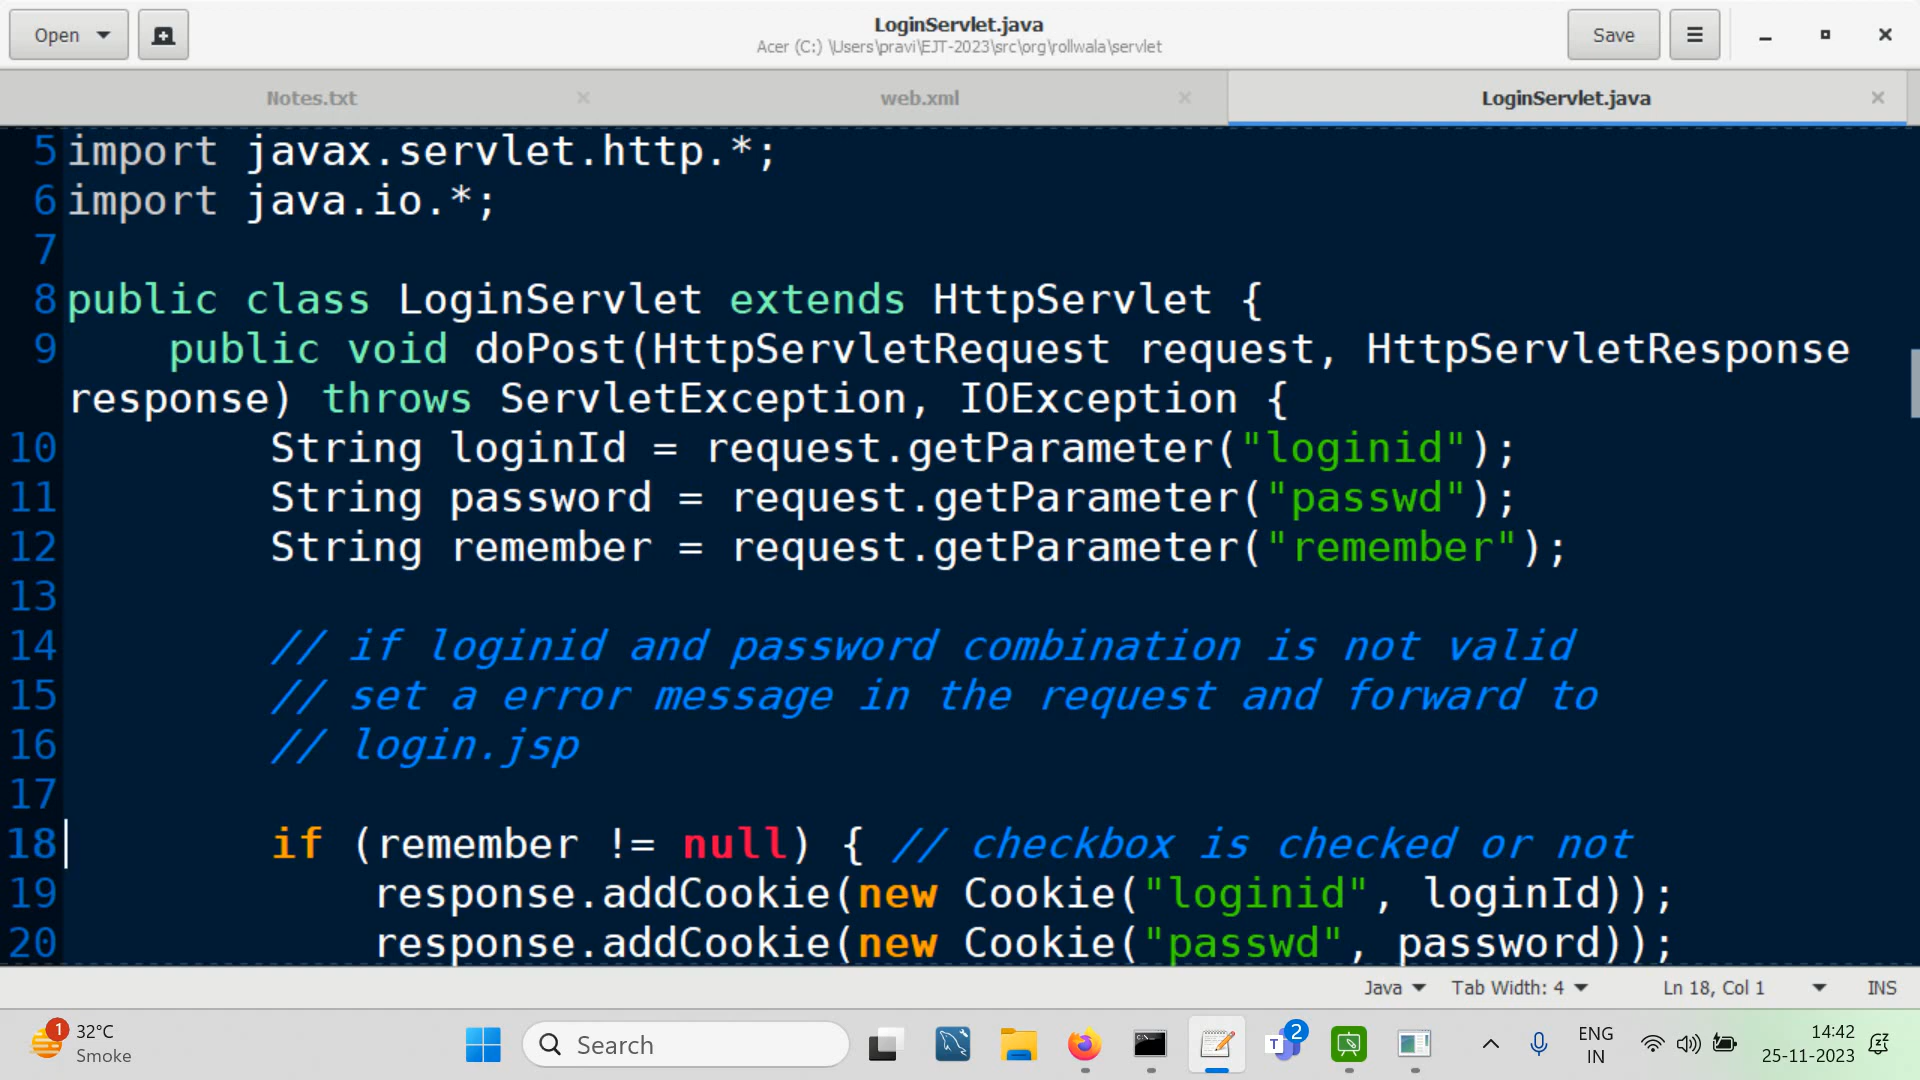 Open
LoginServlet.java
Acer (C:) \Users\pravi\EJT-2023\src\org\rollwala\servlet
Save
Notes.txt
web.xml
LoginServlet.java
5 import javax.servlet.http.*;
6 import java.io.*;
7
8 public class LoginServlet extends HttpServlet {
9     public void doPost(HttpServletRequest request, HttpServletResponse
response) throws ServletException, IOException {
10         String loginId = request.getParameter("loginid");
11         String password = request.getParameter("passwd");
12         String remember = request.getParameter("remember");
13
14         // if loginid and password combination is not valid
15         // set a error message in the request and forward to
16         // login.jsp
17
18         if (remember != null) { // checkbox is checked or not
19             response.addCookie(new Cookie("loginid", loginId));
20             response.addCookie(new Cookie("passwd", password));
Java
Tab Width: 4
Ln 18, Col 1
INS
1
32°C
Smoke
Search
T
2
ENG
IN
14:42
25-11-2023